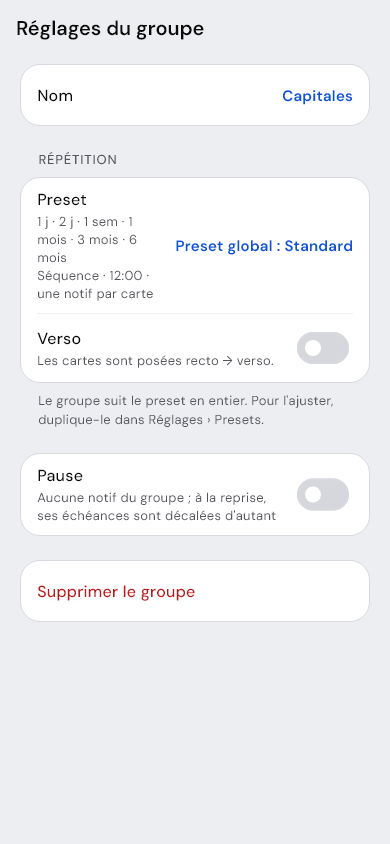 Réglages du groupe
Nom
Capitales
RÉPÉTITION
Preset
1 j · 2 j · 1 sem · 1
mois · 3 mois · 6
mois
Séquence · 12:00 ·
une notif par carte
Preset global : Standard
Verso
Les cartes sont posées recto → verso.
Le groupe suit le preset en entier. Pour l'ajuster,
duplique-le dans Réglages › Presets.
Pause
Aucune notif du groupe ; à la reprise,
ses échéances sont décalées d'autant
Supprimer le groupe